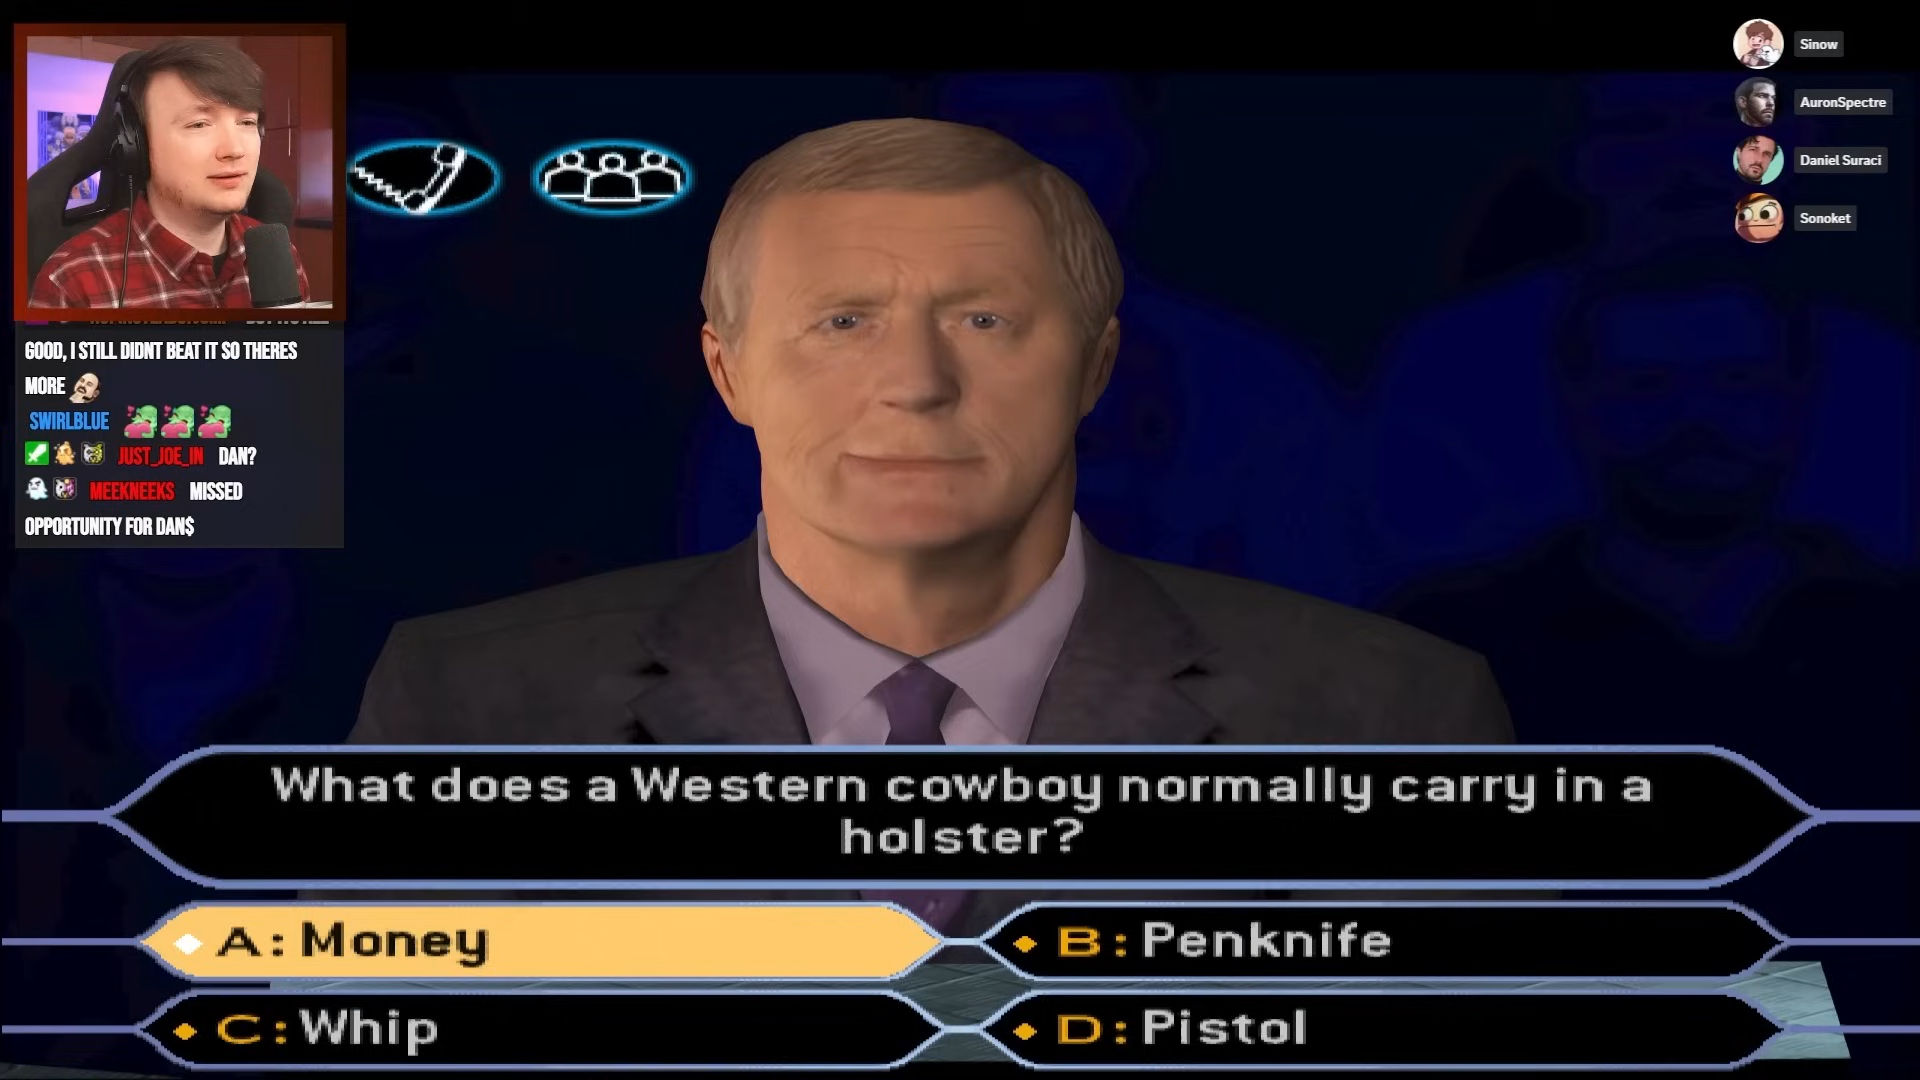 GOOD, I STILL DIDNT BEAT IT SO THERES
MORE
SWIRLBLUE
JUST_JOE_IN DAN?
MEEKNEEKS MISSED
OPPORTUNITY FOR DAN$
Sinow
AuronSpectre
Daniel Suraci
Sonoket
What does a Western cowboy normally carry in a
holster?
A: Money
B: Penknife
C: Whip
D: Pistol